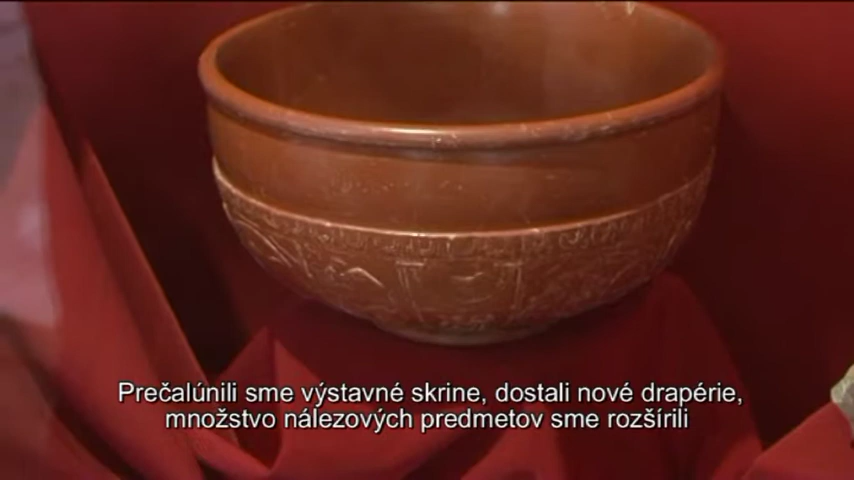 Prečalúnili sme výstavné skrine, dostali nové drapérie,
množstvo nálezových predmetov sme rozšírili